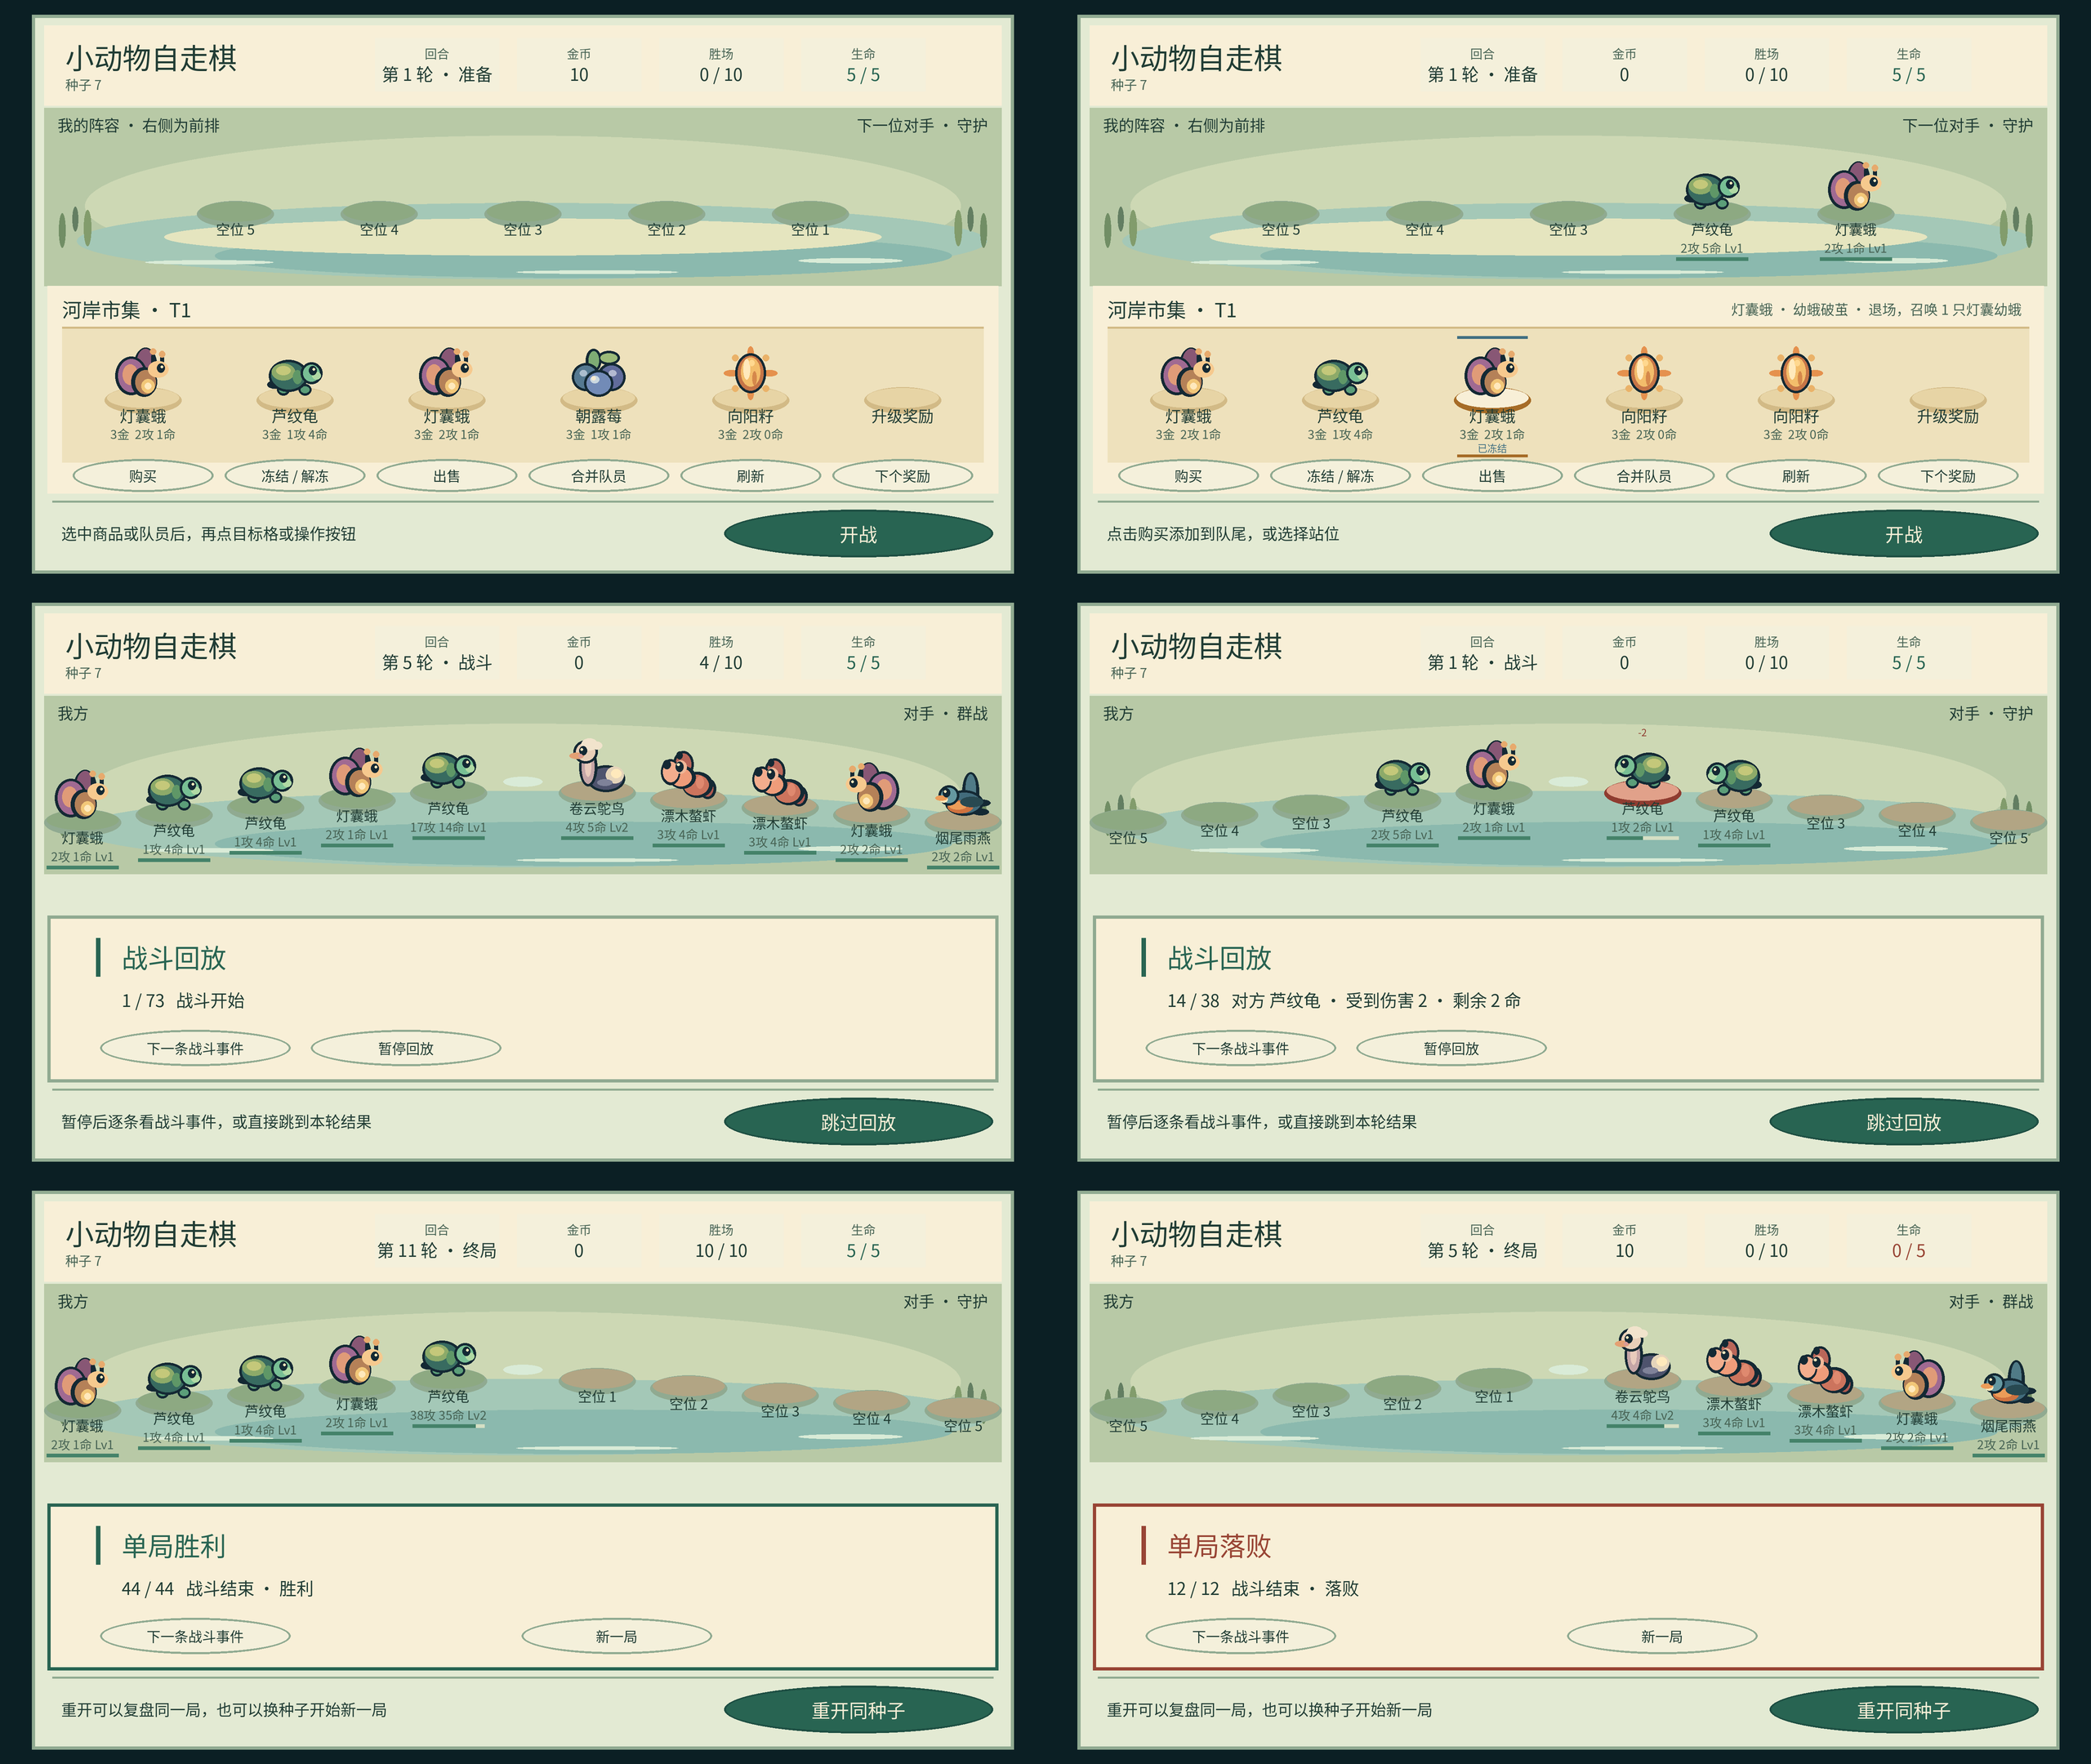 小动物自走棋
种子 7
回合 金币 胜场 生命
第 1 轮 · 准备 10 0 / 10 5 / 5
我的阵容 · 右侧为前排 下一位对手 · 守护
空位 5 空位 4 空位 3 空位 2 空位 1
河岸市集 · T1
灯囊蛾 芦纹龟 灯囊蛾 朝露莓 向阳籽 升级奖励
3金 2攻 1命 3金 1攻 4命 3金 2攻 1命 3金 1攻 1命 3金 2攻 0命
购买 冻结 / 解冻 出售 合并队员 刷新 下个奖励
选中商品或队员后，再点目标格或操作按钮 开战
小动物自走棋
种子 7
回合 金币 胜场 生命
第 1 轮 · 准备 0 0 / 10 5 / 5
我的阵容 · 右侧为前排 下一位对手 · 守护
空位 5 空位 4 空位 3 芦纹龟 灯囊蛾
2攻 5命 Lv1 2攻 1命 Lv1
河岸市集 · T1 灯囊蛾 · 幼蛾破茧 · 退场，召唤 1 只灯囊幼蛾
灯囊蛾 芦纹龟 灯囊蛾 向阳籽 向阳籽 升级奖励
3金 2攻 1命 3金 1攻 4命 3金 2攻 1命 3金 2攻 0命 3金 2攻 0命
已冻结
购买 冻结 / 解冻 出售 合并队员 刷新 下个奖励
点击购买添加到队尾，或选择站位 开战
小动物自走棋
种子 7
回合 金币 胜场 生命
第 5 轮 · 战斗 0 4 / 10 5 / 5
我方 对手 · 群战
灯囊蛾 芦纹龟 芦纹龟 灯囊蛾 芦纹龟 卷云鸵鸟 漂木螯虾 漂木螯虾 灯囊蛾 烟尾雨燕
2攻 1命 Lv1 1攻 4命 Lv1 1攻 4命 Lv1 2攻 1命 Lv1 17攻 14命 Lv1 4攻 5命 Lv2 3攻 4命 Lv1 3攻 4命 Lv1 2攻 2命 Lv1 2攻 2命 Lv1
战斗回放
1 / 73 战斗开始
下一条战斗事件 暂停回放
暂停后逐条看战斗事件，或直接跳到本轮结果 跳过回放
小动物自走棋
种子 7
回合 金币 胜场 生命
第 1 轮 · 战斗 0 0 / 10 5 / 5
我方 对手 · 守护
-2
空位 5 空位 4 空位 3 芦纹龟 灯囊蛾 芦纹龟 芦纹龟 空位 3 空位 4 空位 5
2攻 5命 Lv1 2攻 1命 Lv1 1攻 2命 Lv1 1攻 4命 Lv1
战斗回放
14 / 38 对方 芦纹龟 · 受到伤害 2 · 剩余 2 命
下一条战斗事件 暂停回放
暂停后逐条看战斗事件，或直接跳到本轮结果 跳过回放
小动物自走棋
种子 7
回合 金币 胜场 生命
第 11 轮 · 终局 0 10 / 10 5 / 5
我方 对手 · 守护
灯囊蛾 芦纹龟 芦纹龟 灯囊蛾 芦纹龟 空位 1 空位 2 空位 3 空位 4 空位 5
2攻 1命 Lv1 1攻 4命 Lv1 1攻 4命 Lv1 2攻 1命 Lv1 38攻 35命 Lv2
单局胜利
44 / 44 战斗结束 · 胜利
下一条战斗事件 新一局
重开可以复盘同一局，也可以换种子开始新一局 重开同种子
小动物自走棋
种子 7
回合 金币 胜场 生命
第 5 轮 · 终局 10 0 / 10 0 / 5
我方 对手 · 群战
空位 5 空位 4 空位 3 空位 2 空位 1 卷云鸵鸟 漂木螯虾 漂木螯虾 灯囊蛾 烟尾雨燕
4攻 4命 Lv2 3攻 4命 Lv1 3攻 4命 Lv1 2攻 2命 Lv1 2攻 2命 Lv1
单局落败
12 / 12 战斗结束 · 落败
下一条战斗事件 新一局
重开可以复盘同一局，也可以换种子开始新一局 重开同种子